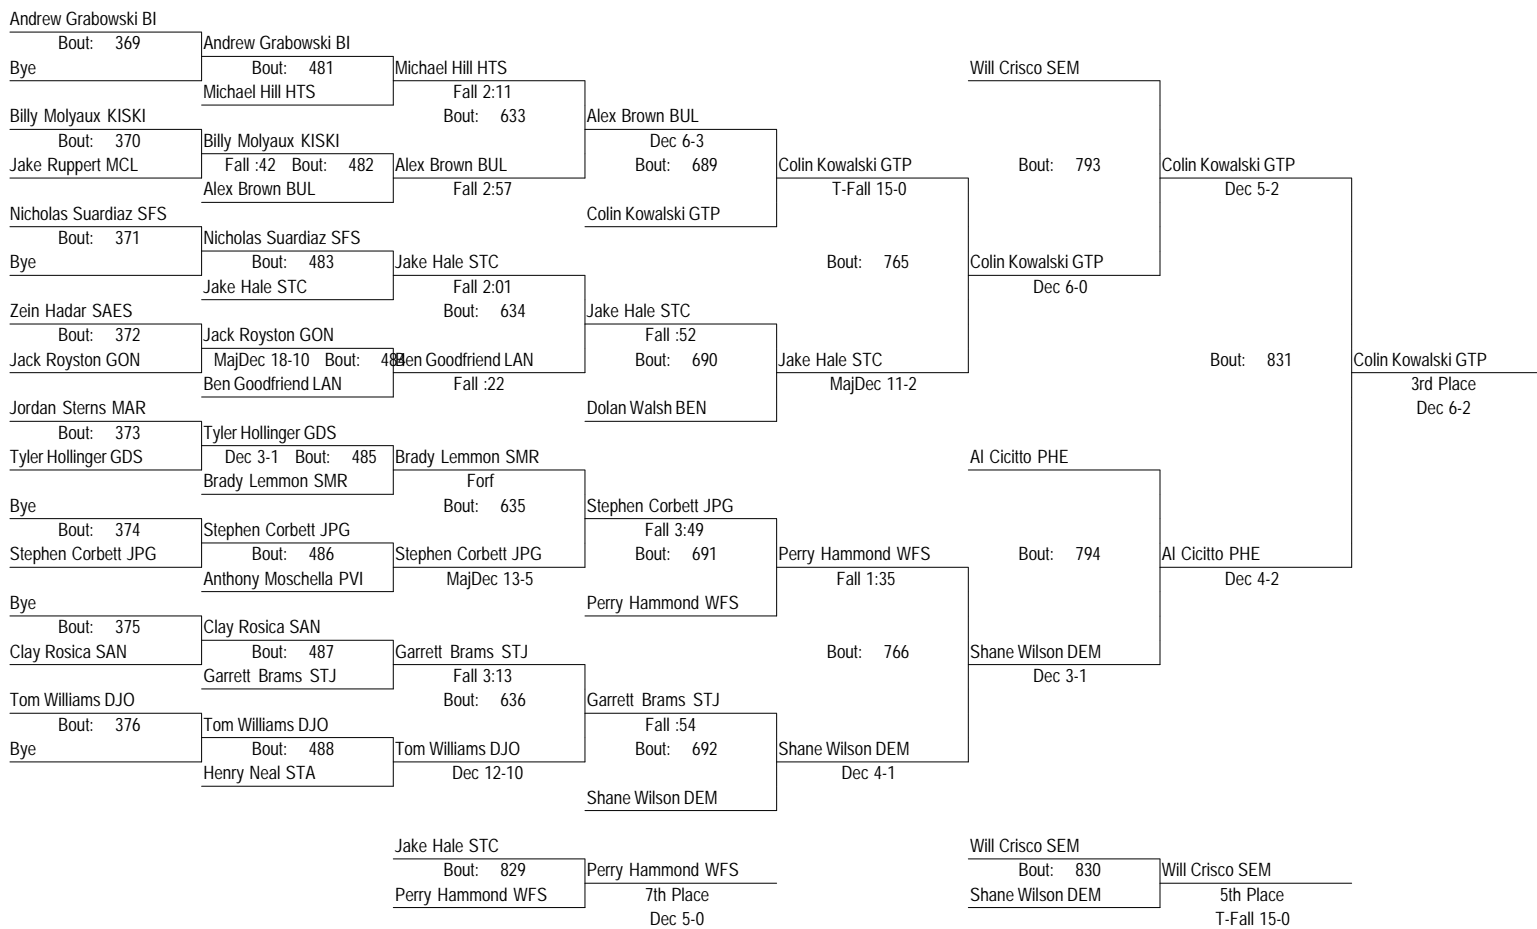 Andrew Grabowski BI
Bout: 369 Andrew Grabowski BI
Bye Bout: 481 Michael Hill HTS Will Crisco SEM
Michael Hill HTS Fall 2:11
Billy Molyaux KISKI Bout: 633 Alex Brown BUL
Bout: 370 Billy Molyaux KISKI Dec 6-3
Jake Ruppert MCL Fall :42 Bout: 482 Alex Brown BUL Bout: 689 Colin Kowalski GTP Bout: 793 Colin Kowalski GTP
Alex Brown BUL Fall 2:57 T-Fall 15-0 Dec 5-2
Nicholas Suardiaz SFS Colin Kowalski GTP
Bout: 371 Nicholas Suardiaz SFS
Bye Bout: 483 Jake Hale STC Bout: 765 Colin Kowalski GTP
Jake Hale STC Fall 2:01 Dec 6-0
Zein Hadar SAES Bout: 634 Jake Hale STC
Bout: 372 Jack Royston GON Fall :52
Jack Royston GON MajDec 18-10 Bout: 484 Ben Goodfriend LAN Bout: 690 Jake Hale STC Bout: 831 Colin Kowalski GTP
Ben Goodfriend LAN Fall :22 MajDec 11-2 3rd Place
Jordan Sterns MAR Dolan Walsh BEN Dec 6-2
Bout: 373 Tyler Hollinger GDS
Tyler Hollinger GDS Dec 3-1 Bout: 485 Brady Lemmon SMR Al Cicitto PHE
Brady Lemmon SMR Forf
Bye Bout: 635 Stephen Corbett JPG
Bout: 374 Stephen Corbett JPG Fall 3:49
Stephen Corbett JPG Bout: 486 Stephen Corbett JPG Bout: 691 Perry Hammond WFS Bout: 794 Al Cicitto PHE
Anthony Moschella PVI MajDec 13-5 Fall 1:35 Dec 4-2
Bye Perry Hammond WFS
Bout: 375 Clay Rosica SAN
Clay Rosica SAN Bout: 487 Garrett Brams STJ Bout: 766 Shane Wilson DEM
Garrett Brams STJ Fall 3:13 Dec 3-1
Tom Williams DJO Bout: 636 Garrett Brams STJ
Bout: 376 Tom Williams DJO Fall :54
Bye Bout: 488 Tom Williams DJO Bout: 692 Shane Wilson DEM
Henry Neal STA Dec 12-10 Dec 4-1
Shane Wilson DEM
Jake Hale STC Will Crisco SEM
Bout: 829 Perry Hammond WFS Bout: 830 Will Crisco SEM
Perry Hammond WFS 7th Place Shane Wilson DEM 5th Place
Dec 5-0 T-Fall 15-0